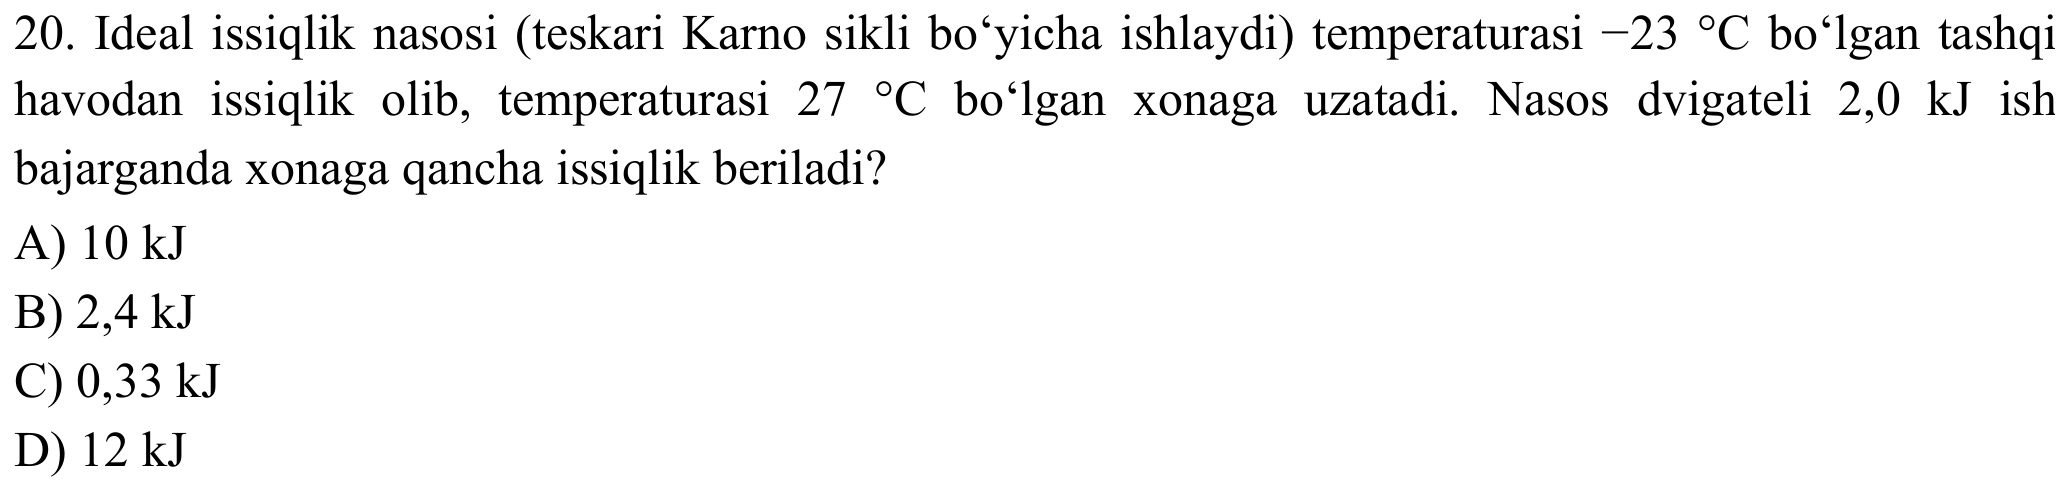 20. Ideal issiqlik nasosi (teskari Karno sikli bo‘yicha ishlaydi) temperaturasi −23 °C bo‘lgan tashqi
havodan issiqlik olib, temperaturasi 27 °C bo‘lgan xonaga uzatadi. Nasos dvigateli 2,0 kJ ish
bajarganda xonaga qancha issiqlik beriladi?
A) 10 kJ
B) 2,4 kJ
C) 0,33 kJ
D) 12 kJ